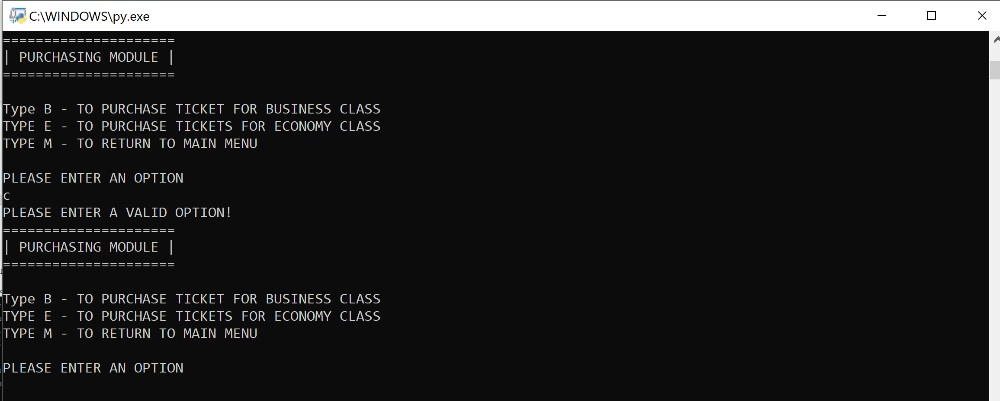 C:\WINDOWS\py.exe
=====================
| PURCHASING MODULE |
=====================
Type B - TO PURCHASE TICKET FOR BUSINESS CLASS
TYPE E - TO PURCHASE TICKETS FOR ECONOMY CLASS
TYPE M - TO RETURN TO MAIN MENU
PLEASE ENTER AN OPTION
c
PLEASE ENTER A VALID OPTION!
=====================
| PURCHASING MODULE |
=====================
Type B - TO PURCHASE TICKET FOR BUSINESS CLASS
TYPE E - TO PURCHASE TICKETS FOR ECONOMY CLASS
TYPE M - TO RETURN TO MAIN MENU
PLEASE ENTER AN OPTION